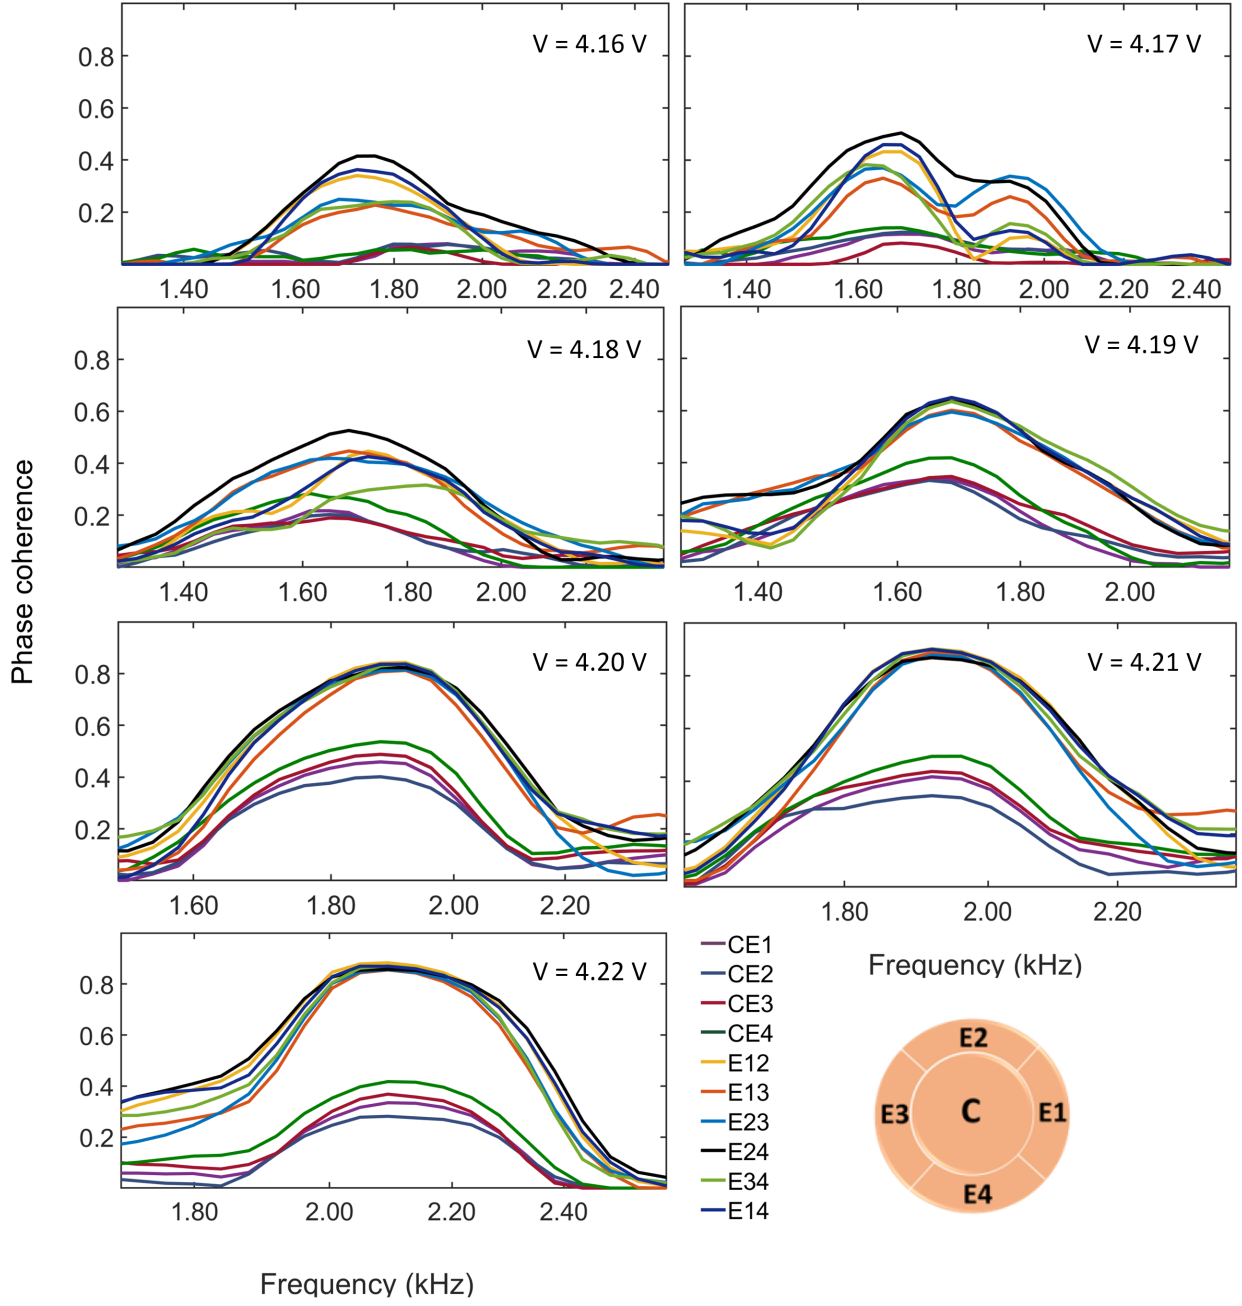 V = 4.16 V
0.8
0.6
0.4
0.2
1.40 1.60 1.80 2.00 2.20 2.40
V = 4.17 V
1.40 1.60 1.80 2.00 2.20 2.40
V = 4.18 V
0.8
0.6
0.4
0.2
1.40 1.60 1.80 2.00 2.20
V = 4.19 V
1.40 1.60 1.80 2.00
Phase coherence
V = 4.20 V
0.8
0.6
0.4
0.2
1.60 1.80 2.00 2.20
V = 4.21 V
1.80 2.00 2.20
Frequency (kHz)
V = 4.22 V
0.8
0.6
0.4
0.2
1.80 2.00 2.20 2.40
Frequency (kHz)
CE1
CE2
CE3
CE4
E12
E13
E23
E24
E34
E14
E2
E3 C E1
E4